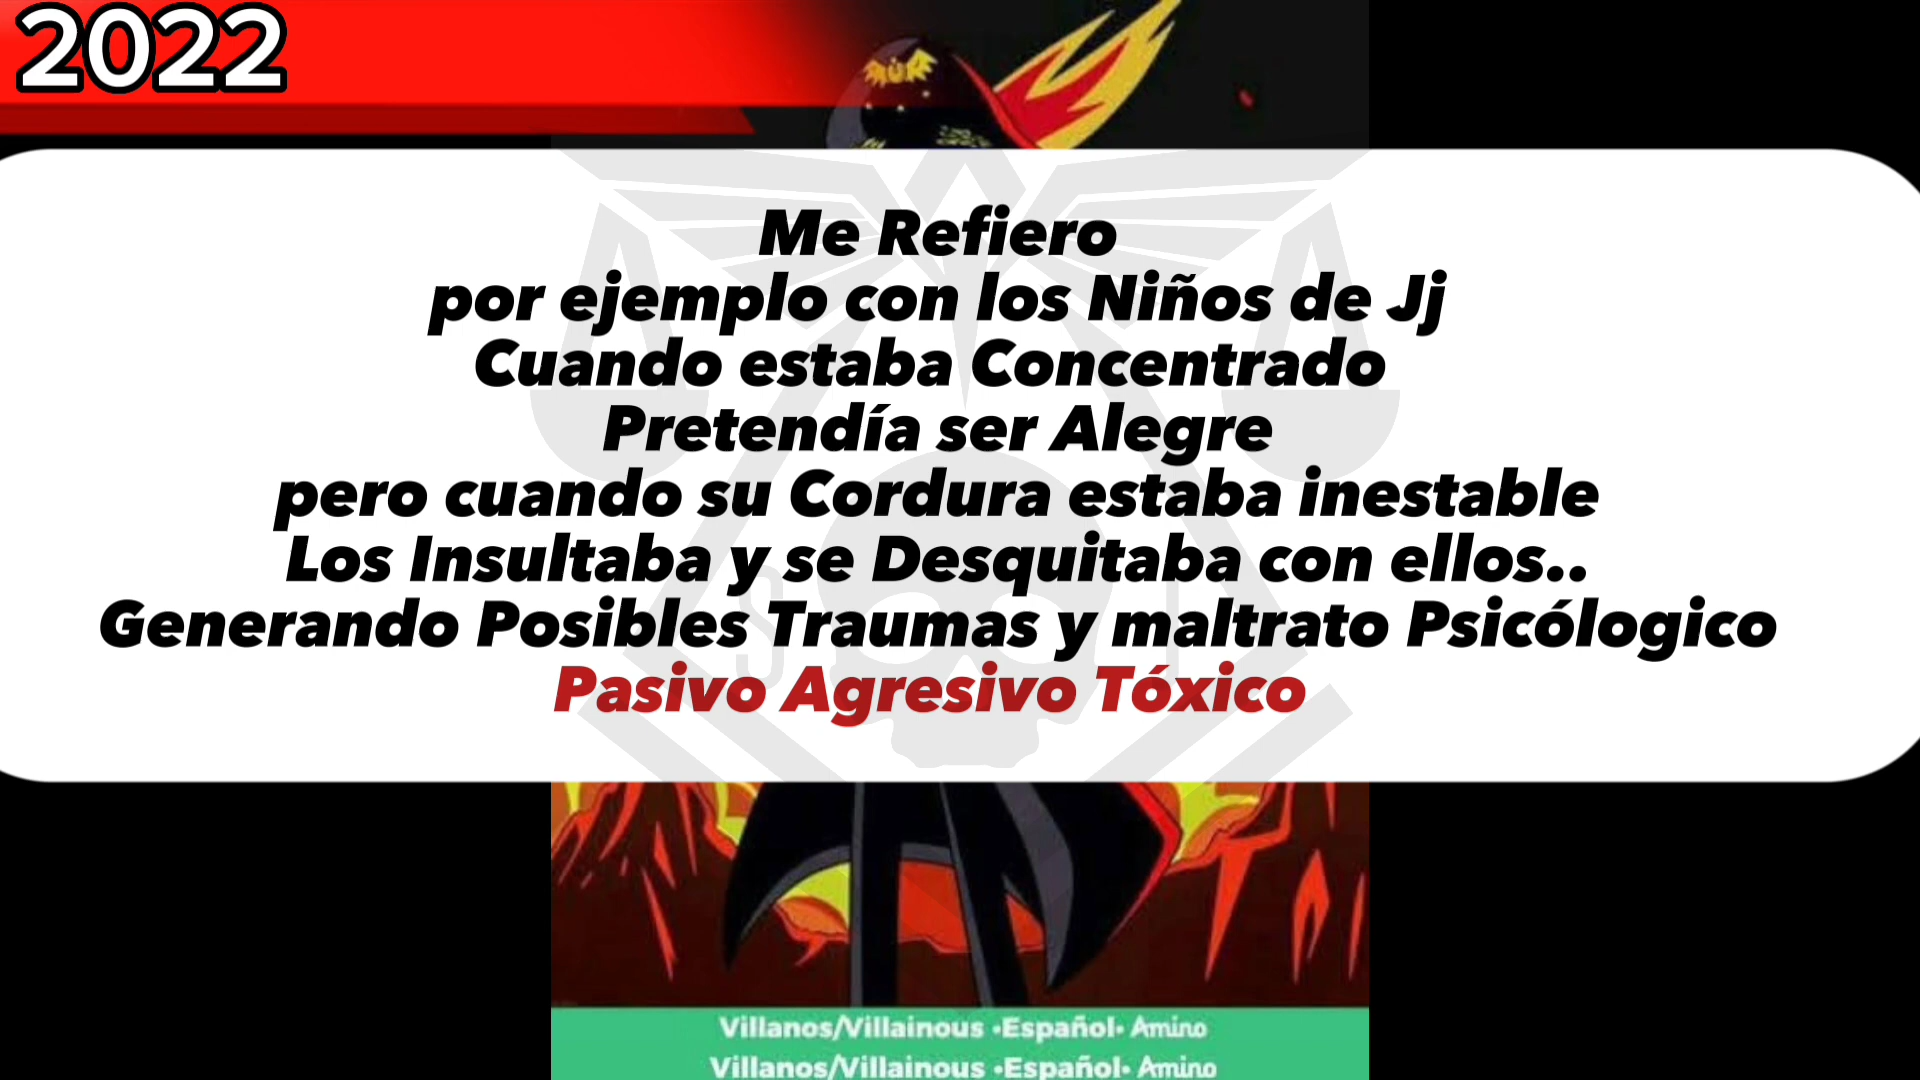 2022
Me Refiero
por ejemplo con los Niños de Jj
Cuando estaba Concentrado
Pretendía ser Alegre
pero cuando su Cordura estaba inestable
Los Insultaba y se Desquitaba con ellos..
Generando Posibles Traumas y maltrato Psicólogico
Pasivo Agresivo Tóxico
Villanos/Villainous •Español• Amino
Villanos/Villainous •Español• Amino